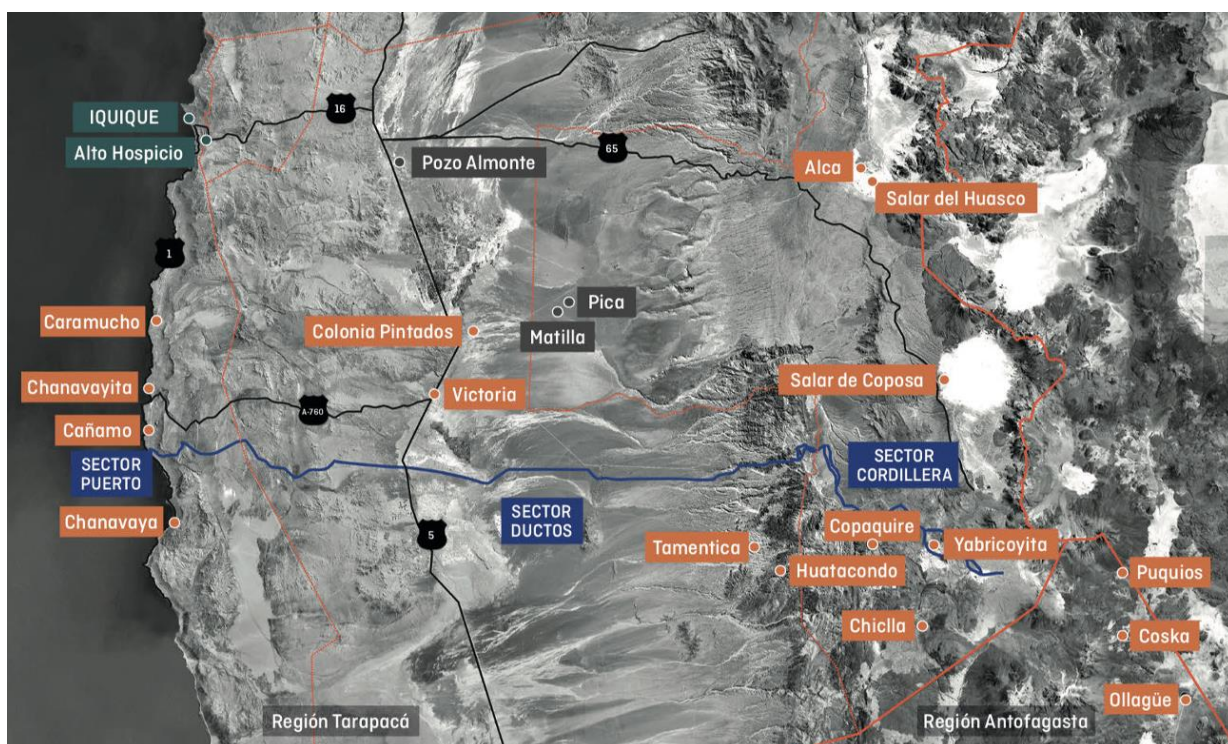 IQUIQUE
16
Alto Hospicio
65
Pozo Almonte
Alca
Salar del Huasco
1
Pica
Caramucho
Colonia Pintados
Matilla
Chanavayita
Salar de Coposa
Victoria
A-760
Cañamo
SECTOR
PUERTO
SECTOR
CORDILLERA
SECTOR
DUCTOS
Chanavaya
5
Copaquire
Tamentica
Yabricoyita
Huatacondo
Puquios
Chiclla
Coska
Ollagüe
Región Tarapacá
Región Antofagasta